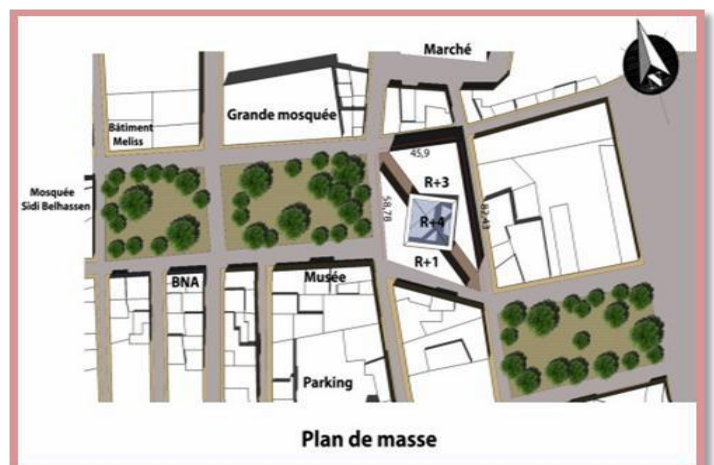 Marché
Grande mosquée
Bâtiment
Meliss
45,9
Mosquée
Sidi Belhassen
R+3
58,78
82,43
R+4
R+1
BNA
Musée
Parking
Plan de masse